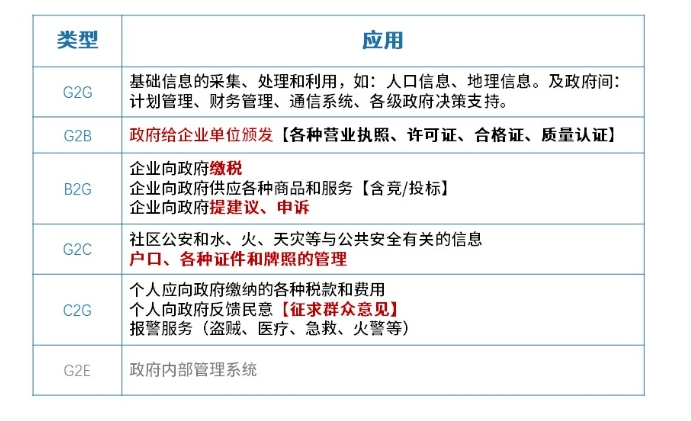 类型 应用
G2G 基础信息的采集、处理和利用，如：人口信息、地理信息。及政府间：
计划管理、财务管理、通信系统、各级政府决策支持。
G2B 政府给企业单位颁发【各种营业执照、许可证、合格证、质量认证】
企业向政府缴税
B2G 企业向政府供应各种商品和服务【含竞/投标】
企业向政府提建议、申诉
G2C 社区公安和水、火、天灾等与公共安全有关的信息
户口、各种证件和牌照的管理
个人应向政府缴纳的各种税款和费用
C2G 个人向政府反馈民意【征求群众意见】
报警服务（盗贼、医疗、急救、火警等）
G2E 政府内部管理系统